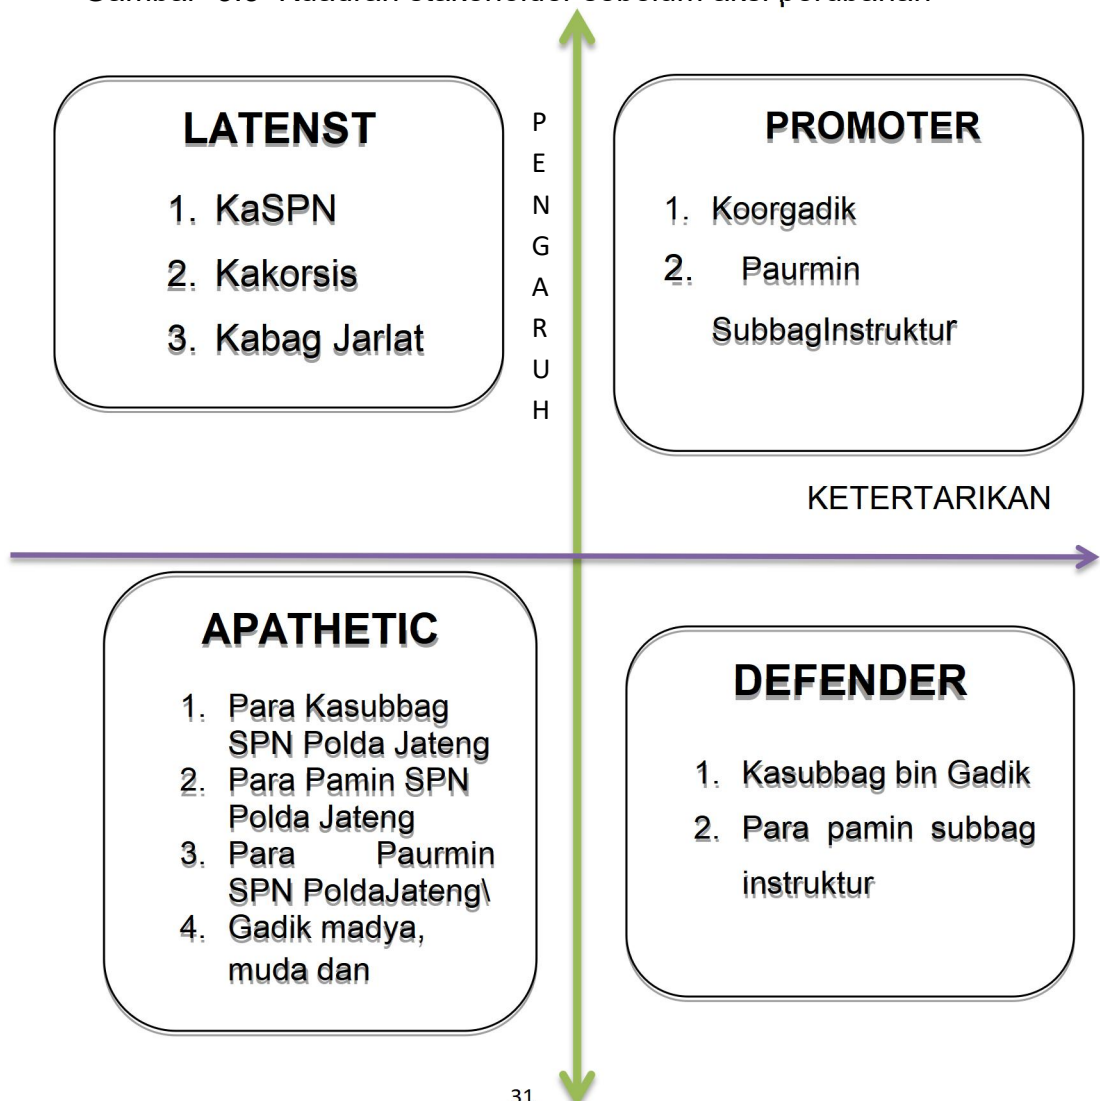 LATENST
1. KaSPN
2. Kakorsis
3. Kabag Jarlat
P
E
N
G
A
R
U
H
PROMOTER
1. Koorgadik
2. Paurmin
SubbagInstruktur
KETERTARIKAN
APATHETIC
1. Para Kasubbag
SPN Polda Jateng
2. Para Pamin SPN
Polda Jateng
3. Para Paurmin
SPN PoldaJateng\
4. Gadik madya,
muda dan
DEFENDER
1. Kasubbag bin Gadik
2. Para pamin subbag
instruktur
31